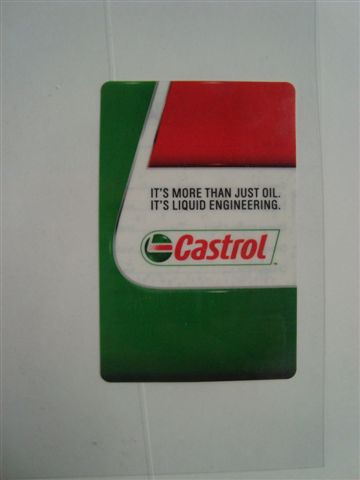 IT'S MORE THAN JUST OIL.
IT'S LIQUID ENGINEERING.
Castrol